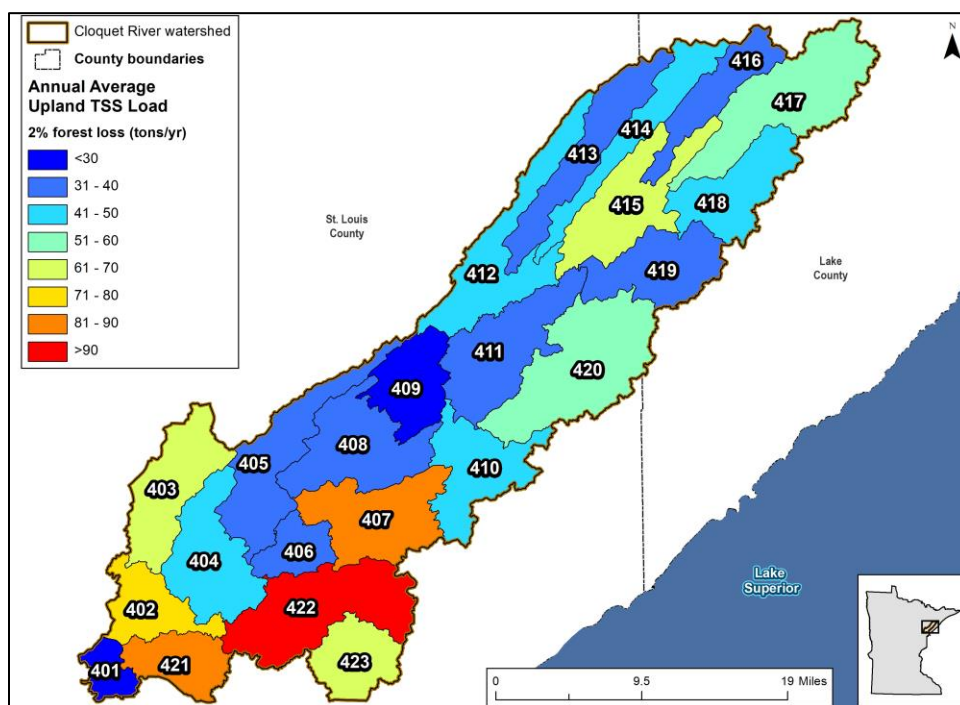 Cloquet River watershed
County boundaries
Annual Average
Upland TSS Load
2% forest loss (tons/yr)
<30
31 - 40
41 - 50
51 - 60
61 - 70
71 - 80
81 - 90
>90
N
416
417
414
413
415
418
St. Louis
County
412
419
Lake
County
411
420
409
408
405
410
403
407
406
404
402
422
Lake
Superior
421
423
401
0
9.5
19 Miles